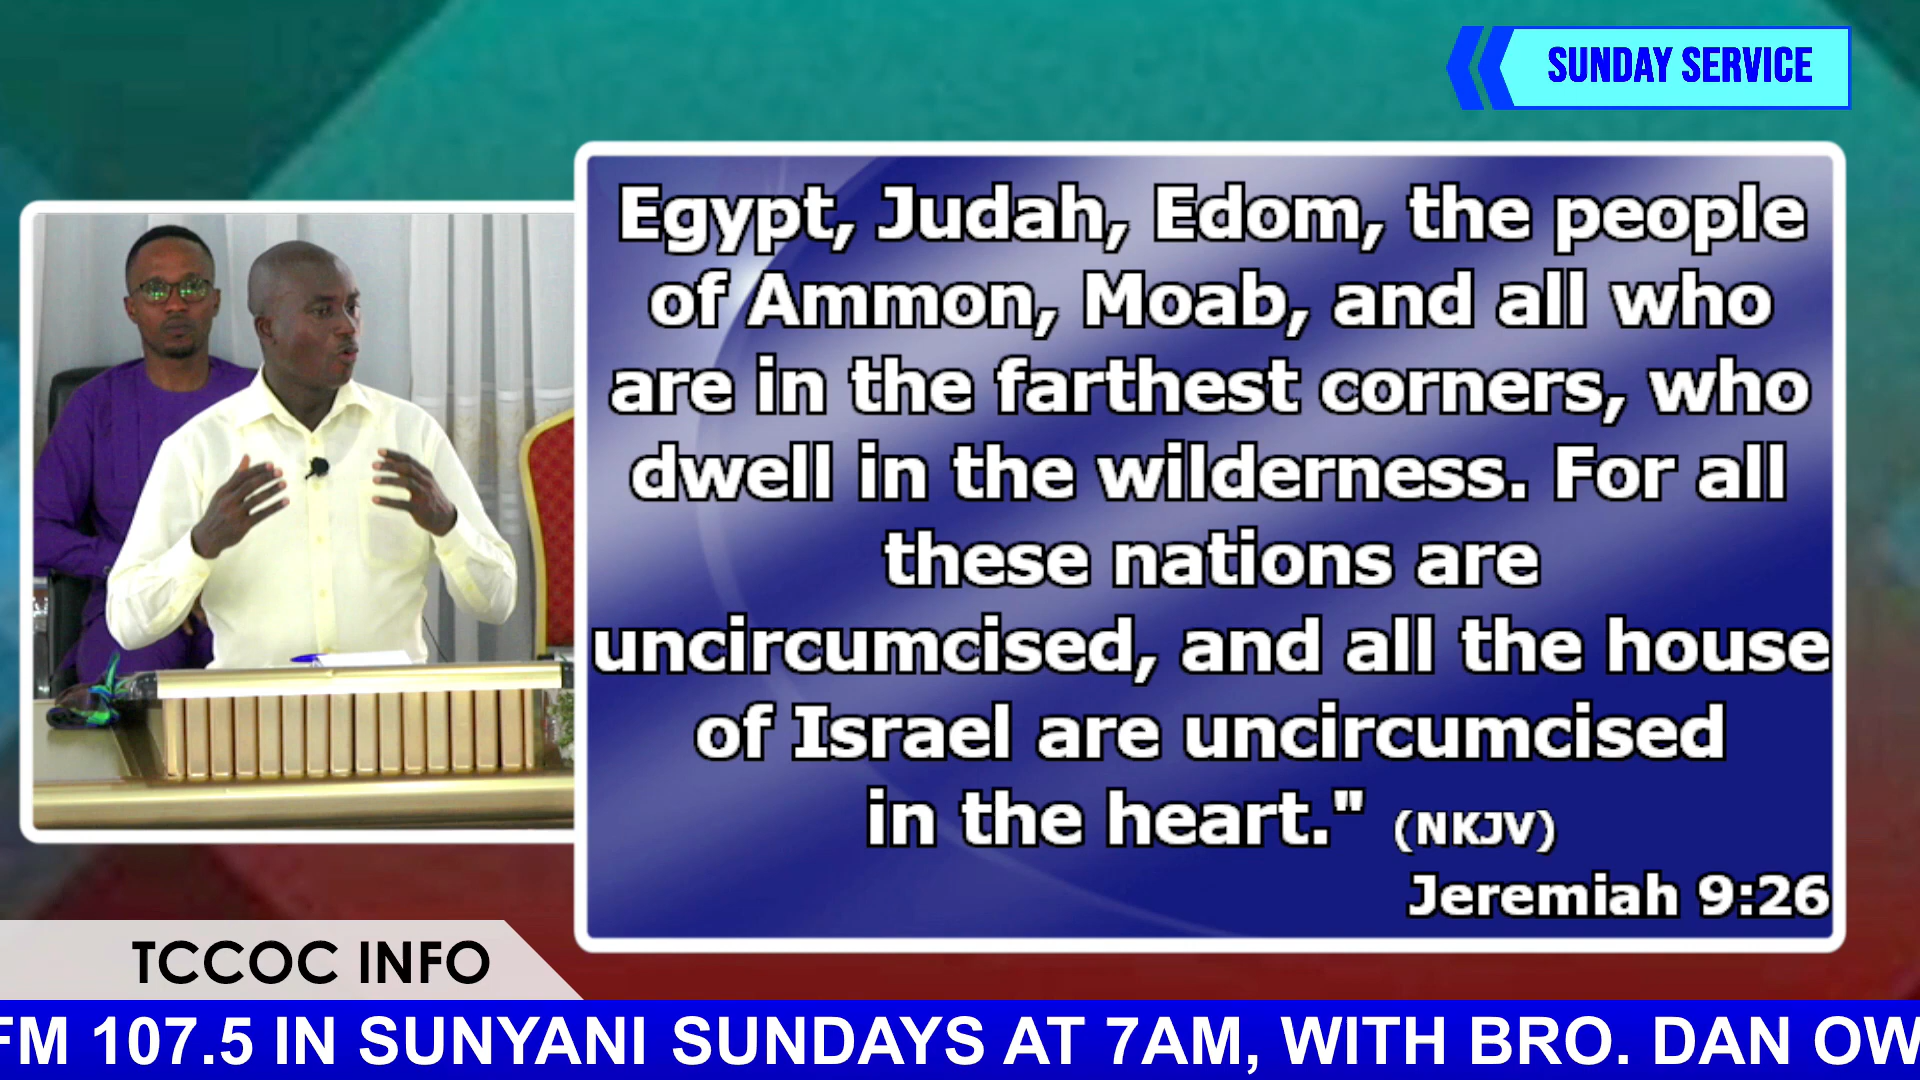 SUNDAY SERVICE
Egypt, Judah, Edom, the people
of Ammon, Moab, and all who
are in the farthest corners, who
dwell in the wilderness. For all
these nations are
uncircumcised, and all the house
of Israel are uncircumcised
in the heart." (NKJV)
Jeremiah 9:26
TCCOC INFO
FM 107.5 IN SUNYANI SUNDAYS AT 7AM, WITH BRO. DAN OW